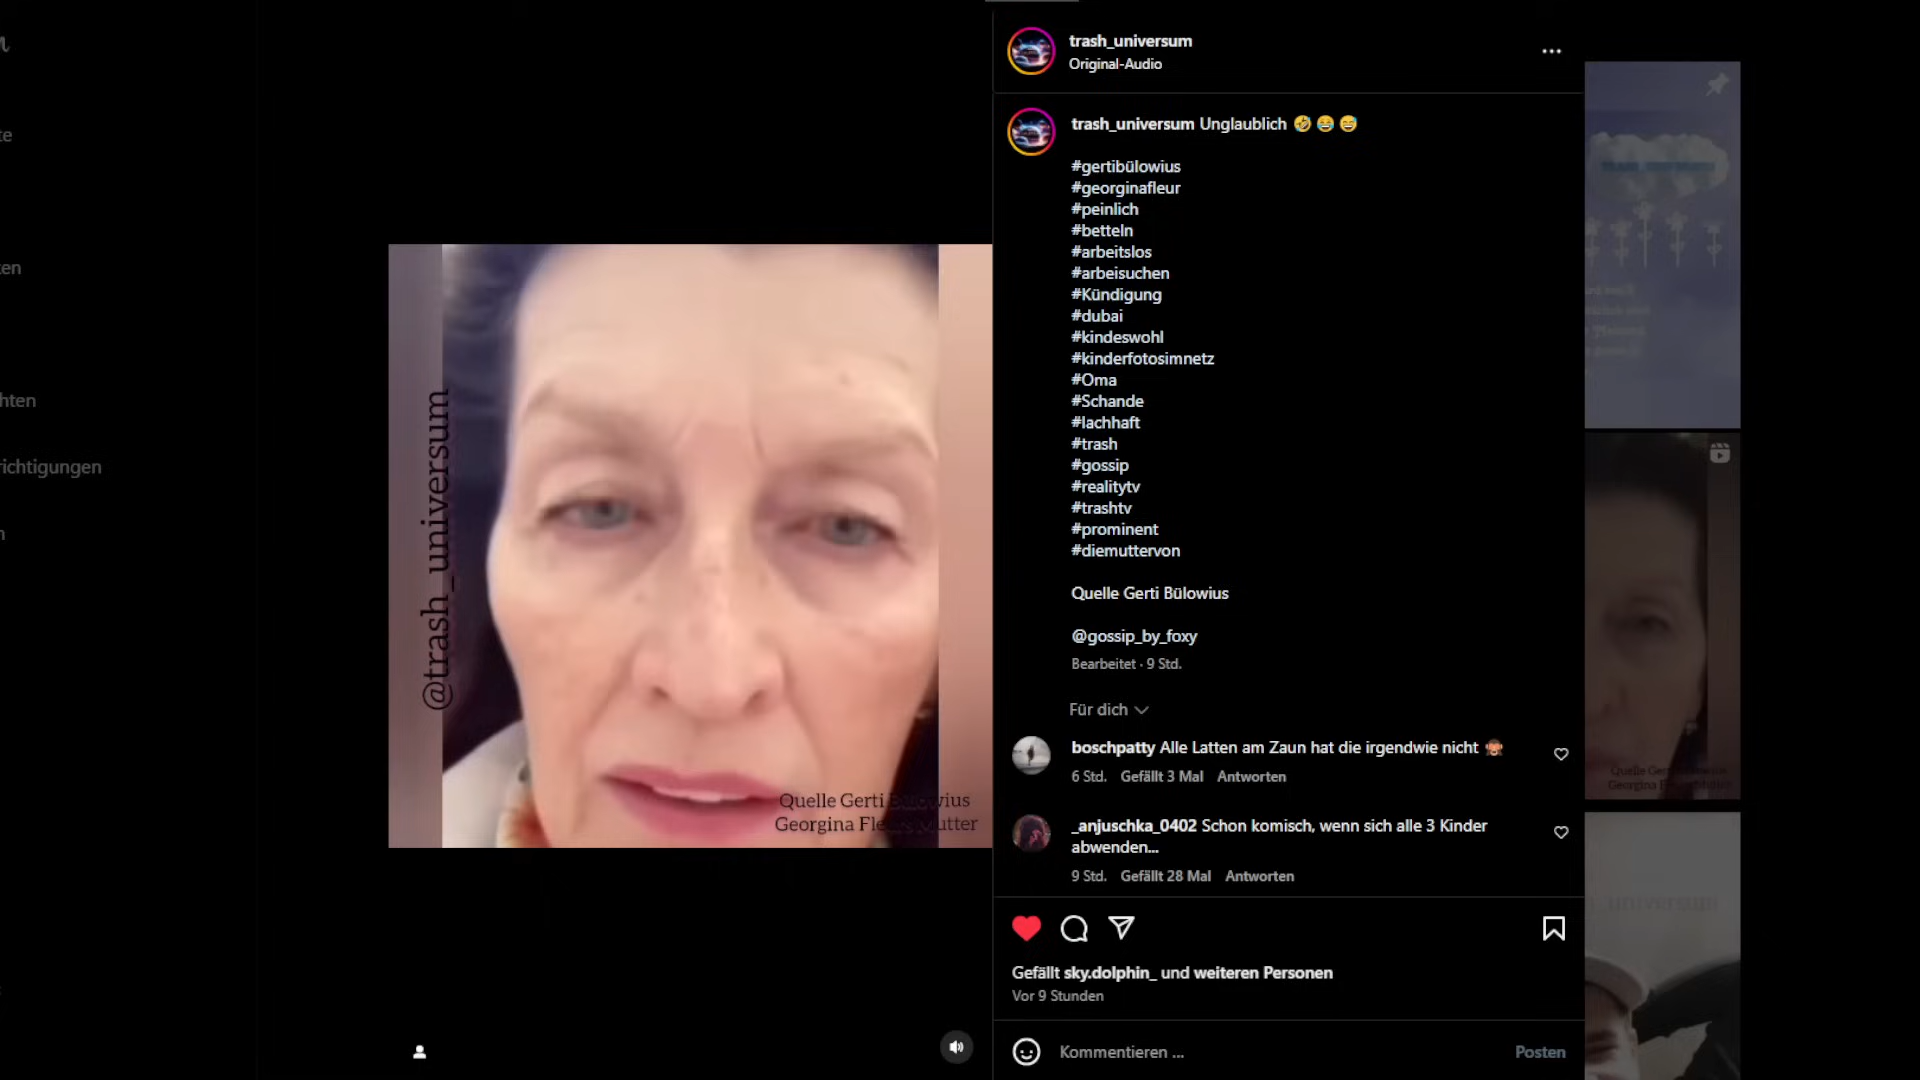 te
ten
hten
richtigungen
@trash_universum
Quelle Gerti Bülowius
Georgina Fleurs Mutter
trash_universum
Original-Audio
trash_universum Unglaublich 🤣😂😅
#gertibülowius
#georginafleur
#peinlich
#betteln
#arbeitslos
#arbeisuchen
#Kündigung
#dubai
#kindeswohl
#kinderfotosimnetz
#Oma
#Schande
#lachhaft
#trash
#gossip
#realitytv
#trashtv
#prominent
#diemuttervon
Quelle Gerti Bülowius
@gossip_by_foxy
Bearbeitet · 9 Std.
Für dich
boschpatty Alle Latten am Zaun hat die irgendwie nicht 🙈
6 Std. Gefällt 3 Mal Antworten
_anjuschka_0402 Schon komisch, wenn sich alle 3 Kinder
abwenden...
9 Std. Gefällt 28 Mal Antworten
Gefällt sky.dolphin_ und weiteren Personen
Vor 9 Stunden
Kommentieren ...
Posten